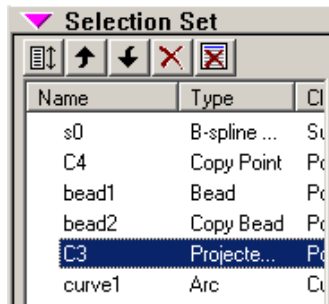 Selection Set
Name Type Cl
s0 B-spline ... Su
C4 Copy Point Po
bead1 Bead Po
bead2 Copy Bead Po
C3 Projecte... Po
curve1 Arc Cu